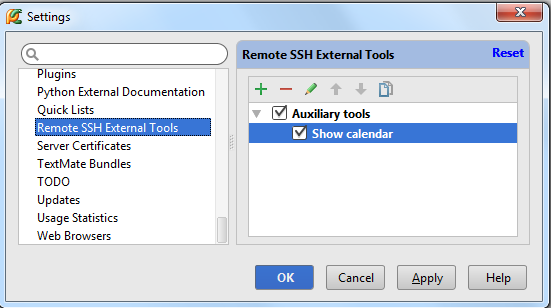 Settings
Plugins
Python External Documentation
Quick Lists
Remote SSH External Tools
Server Certificates
TextMate Bundles
TODO
Updates
Usage Statistics
Web Browsers
Remote SSH External Tools
Reset
Auxiliary tools
Show calendar
OK
Cancel
Apply
Help